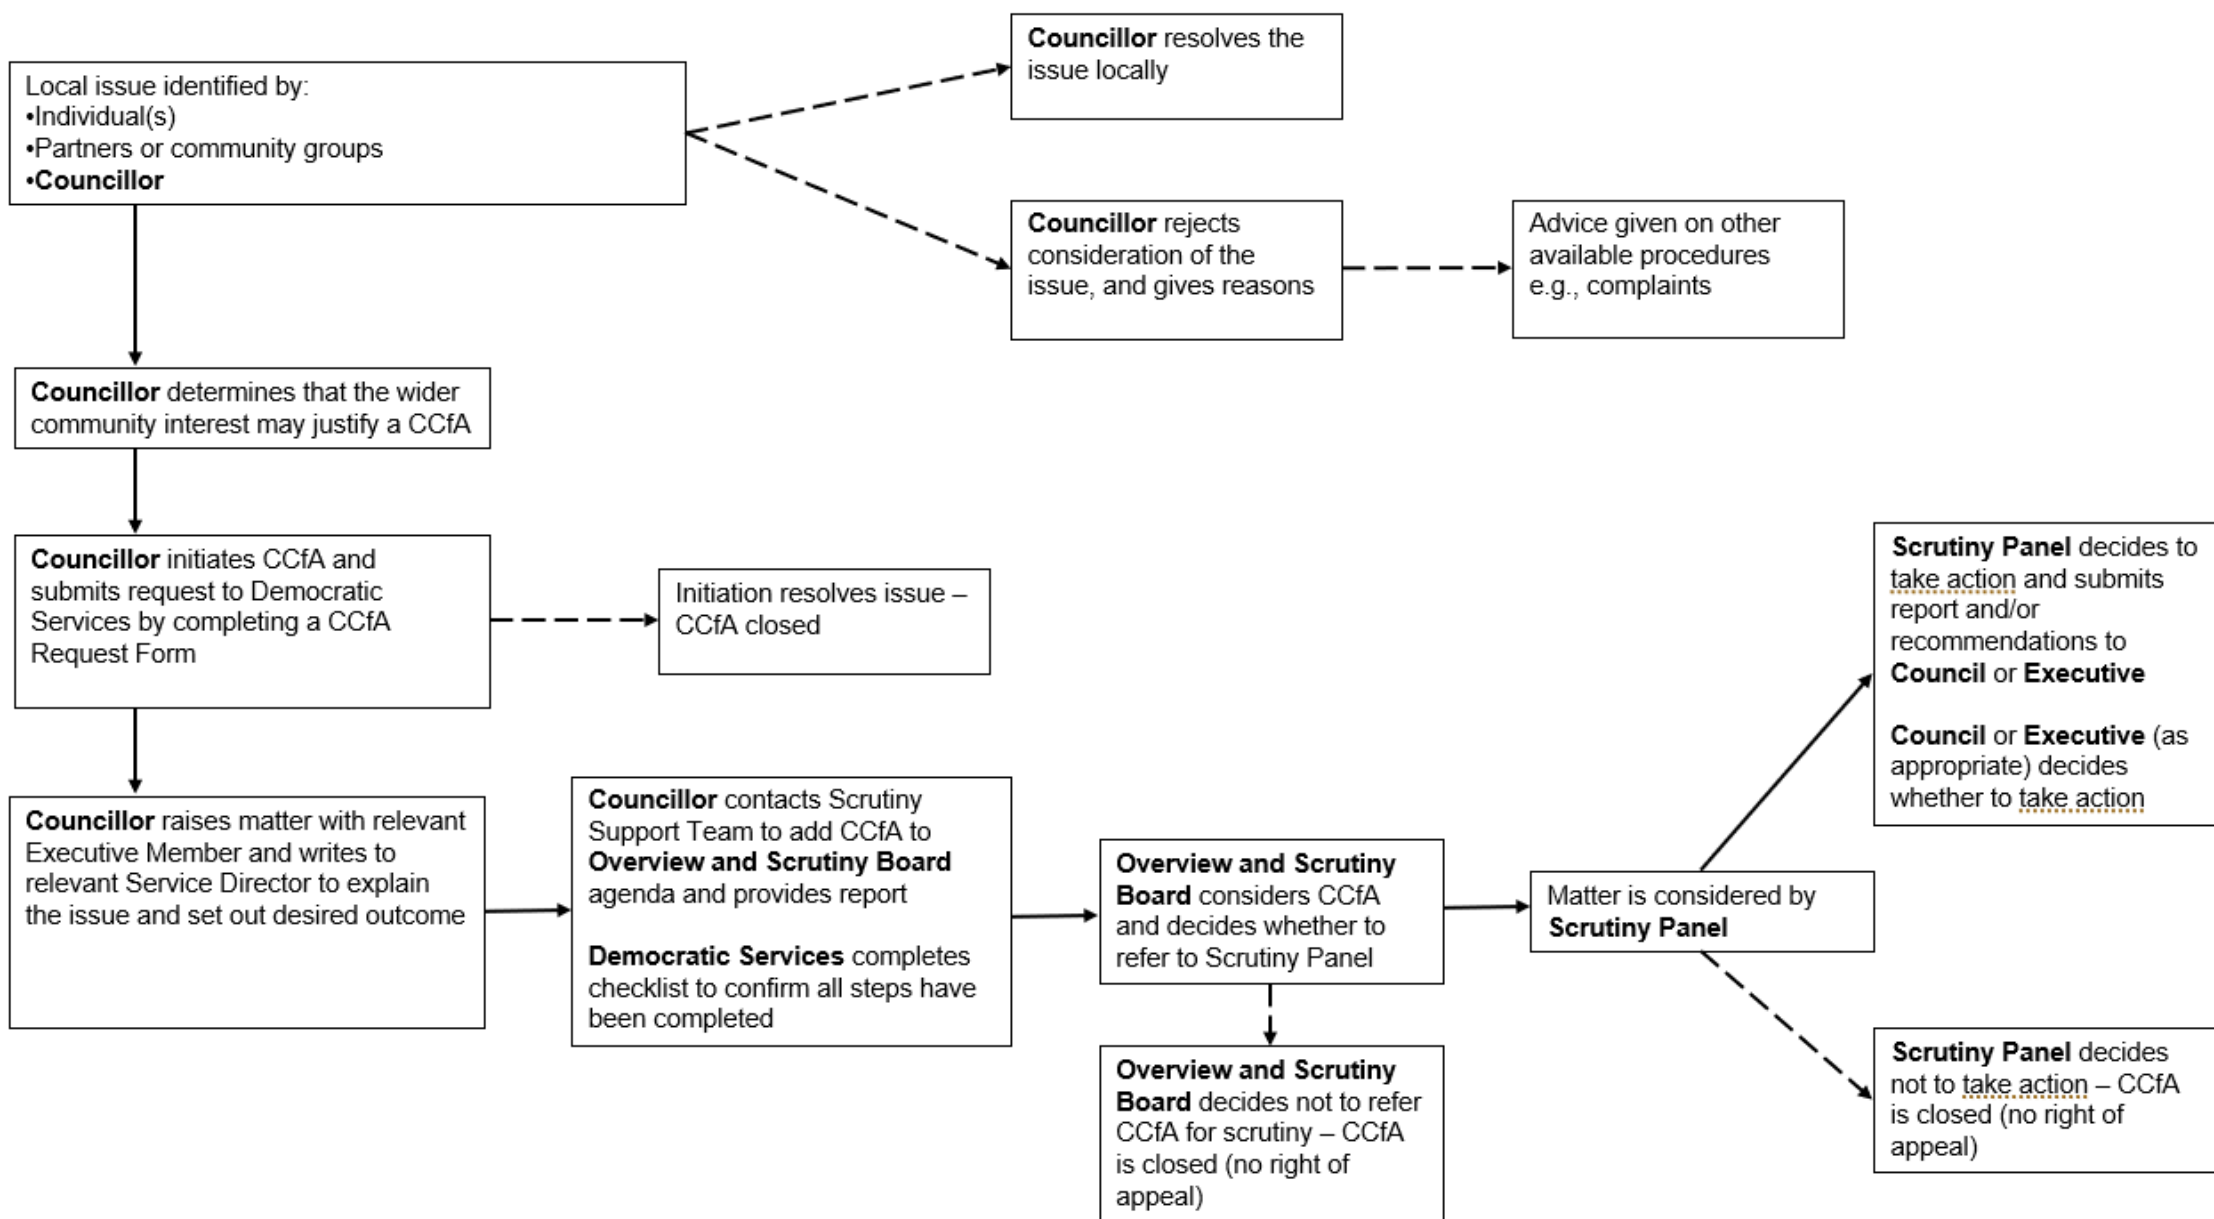 Local issue identified by:
•Individual(s)
•Partners or community groups
•Councillor
Councillor resolves the
issue locally
Councillor rejects
consideration of the
issue, and gives reasons
Advice given on other
available procedures
e.g., complaints
Councillor determines that the wider
community interest may justify a CCfA
Councillor initiates CCfA and
submits request to Democratic
Services by completing a CCfA
Request Form
Initiation resolves issue –
CCfA closed
Councillor raises matter with relevant
Executive Member and writes to
relevant Service Director to explain
the issue and set out desired outcome
Councillor contacts Scrutiny
Support Team to add CCfA to
Overview and Scrutiny Board
agenda and provides report
Democratic Services completes
checklist to confirm all steps have
been completed
Overview and Scrutiny
Board considers CCfA
and decides whether to
refer to Scrutiny Panel
Overview and Scrutiny
Board decides not to refer
CCfA for scrutiny – CCfA
is closed (no right of
appeal)
Matter is considered by
Scrutiny Panel
Scrutiny Panel decides to
take action and submits
report and/or
recommendations to
Council or Executive
Council or Executive (as
appropriate) decides
whether to take action
Scrutiny Panel decides
not to take action – CCfA
is closed (no right of
appeal)